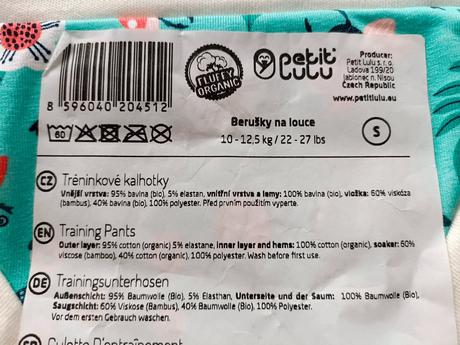 8 596040 204512
60
FLUFFY ORGANIC
petit lulu
Producer:
Petit Lulu s. r. o.
Ladova 199/20
Jablonec n. Nisou
Czech Republic
www.petitlulu.eu
Berušky na louce
10 - 12,5 kg / 22 - 27 lbs
S
CZ Tréninkové kalhotky
Vnější vrstva: 95% bavlna (bio), 5% elastan, vnitřní vrstva a lemy: 100% bavlna (bio), vložka: 60% viskóza
(bambus), 40% bavlna (bio), 100% polyester. Před prvním použitím vyperte.
EN Training Pants
Outer layer: 95% cotton (organic) 5% elastane, inner layer and hems: 100% cotton (organic), soaker: 60%
viscose (bamboo), 40% cotton (organic), 100% polyester. Wash before first use.
DE Trainingsunterhosen
Außenschicht: 95% Baumwolle (Bio), 5% Elasthan, Unterseite und der Saum: 100% Baumwolle (Bio),
Saugschicht: 60% Viskose (Bambus), 40% Baumwolle (Bio), 100% Polyester.
Vor dem ersten Gebrauch waschen.
Culotte D'entraînement